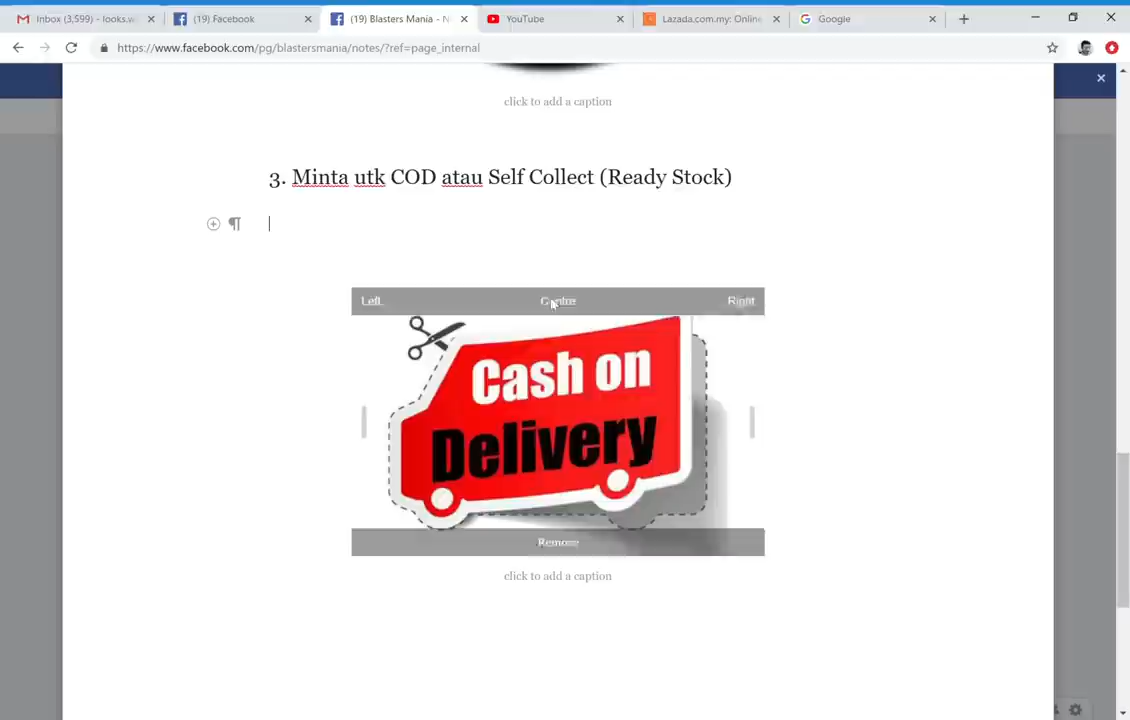 Inbox (3,599) - looks.w
(19) Facebook
(19) Blasters Mania - N
YouTube
Lazada.com.my: Online
Google
https://www.facebook.com/pg/blastersmania/notes/?ref=page_internal
click to add a caption
3. Minta utk COD atau Self Collect (Ready Stock)
Left
Centre
Right
Cash on
Delivery
Remove
click to add a caption